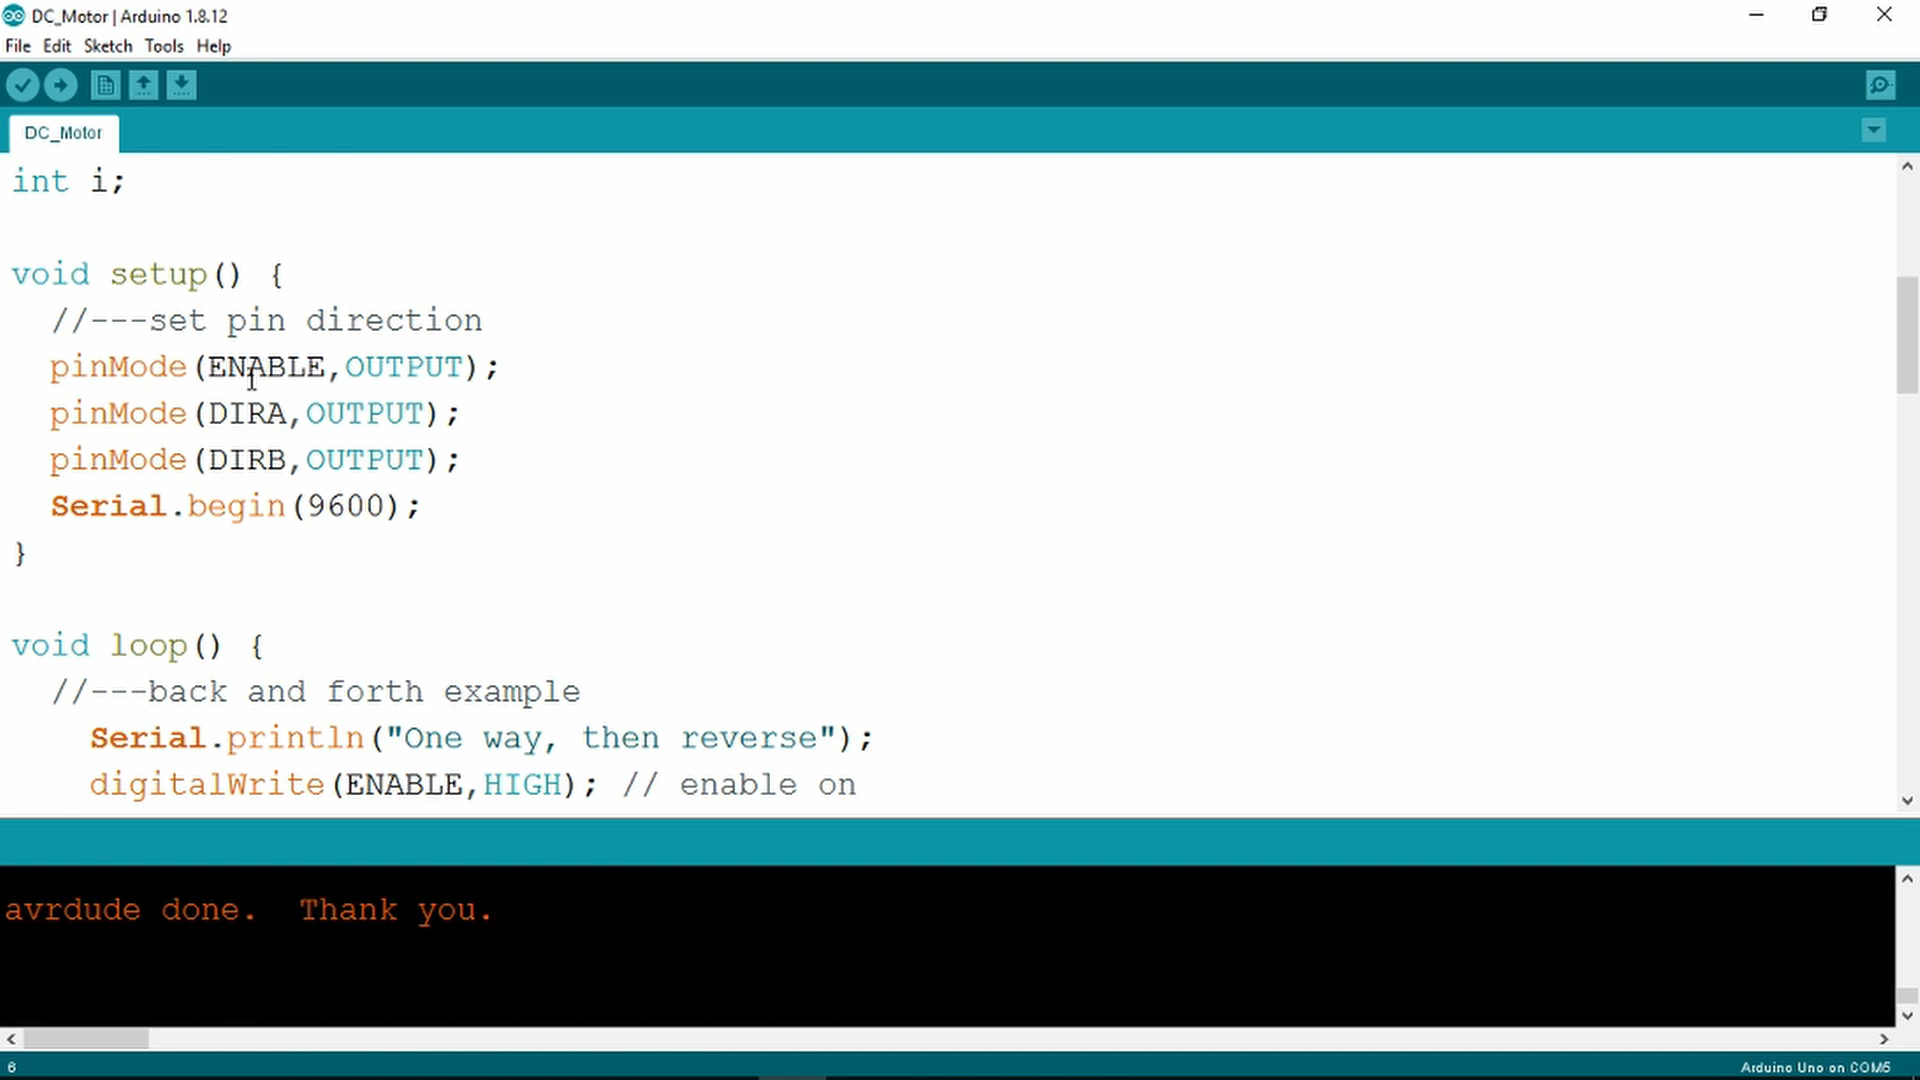 DC_Motor | Arduino 1.8.12
File Edit Sketch Tools Help
DC_Motor
int i;
void setup() {
//---set pin direction
pinMode(ENABLE,OUTPUT);
pinMode(DIRA,OUTPUT);
pinMode(DIRB,OUTPUT);
Serial.begin(9600);
}
void loop() {
//---back and forth example
Serial.println("One way, then reverse");
digitalWrite(ENABLE,HIGH); // enable on
avrdude done.  Thank you.
6
Arduino Uno on COM5